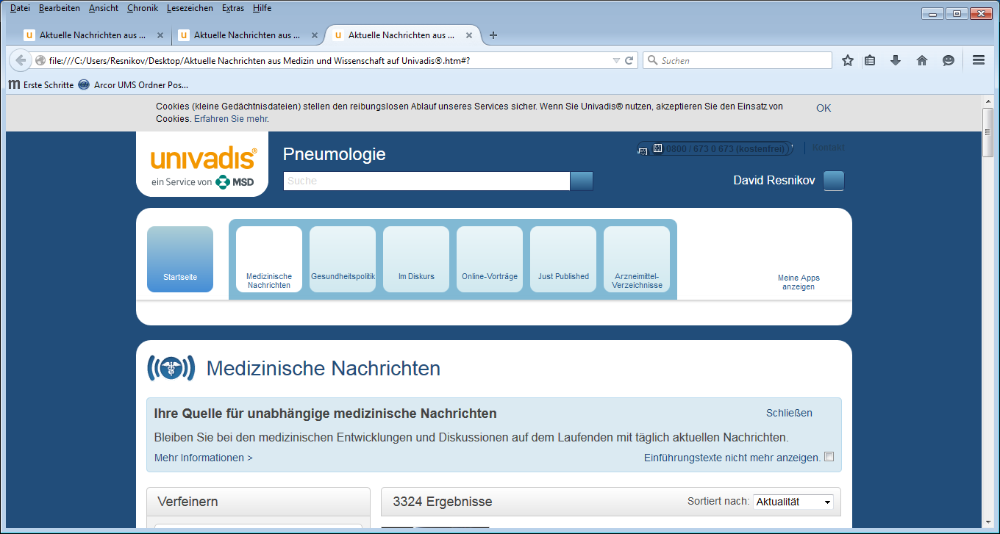 Datei Bearbeiten Ansicht Chronik Lesezeichen Extras Hilfe
Aktuelle Nachrichten aus ... Aktuelle Nachrichten aus ... Aktuelle Nachrichten aus ...
file:///C:/Users/Resnikov/Desktop/Aktuelle Nachrichten aus Medizin und Wissenschaft auf Univadis®.htm#? Suchen
Erste Schritte Arcor UMS Ordner Pos...
Cookies (kleine Gedächtnisdateien) stellen den reibungslosen Ablauf unseres Services sicher. Wenn Sie Univadis® nutzen, akzeptieren Sie den Einsatz von
Cookies. Erfahren Sie mehr.
OK
univadis®
ein Service von MSD
Pneumologie
0800 / 673 0 673 (kostenfrei) Kontakt
Suche
David Resnikov
Startseite
Medizinische
Nachrichten
Gesundheitspolitik
Im Diskurs
Online-Vorträge
Just Published
Arzneimittel-
Verzeichnisse
Meine Apps
anzeigen
Medizinische Nachrichten
Ihre Quelle für unabhängige medizinische Nachrichten Schließen
Bleiben Sie bei den medizinischen Entwicklungen und Diskussionen auf dem Laufenden mit täglich aktuellen Nachrichten.
Mehr Informationen > Einführungstexte nicht mehr anzeigen.
Verfeinern
3324 Ergebnisse Sortiert nach: Aktualität